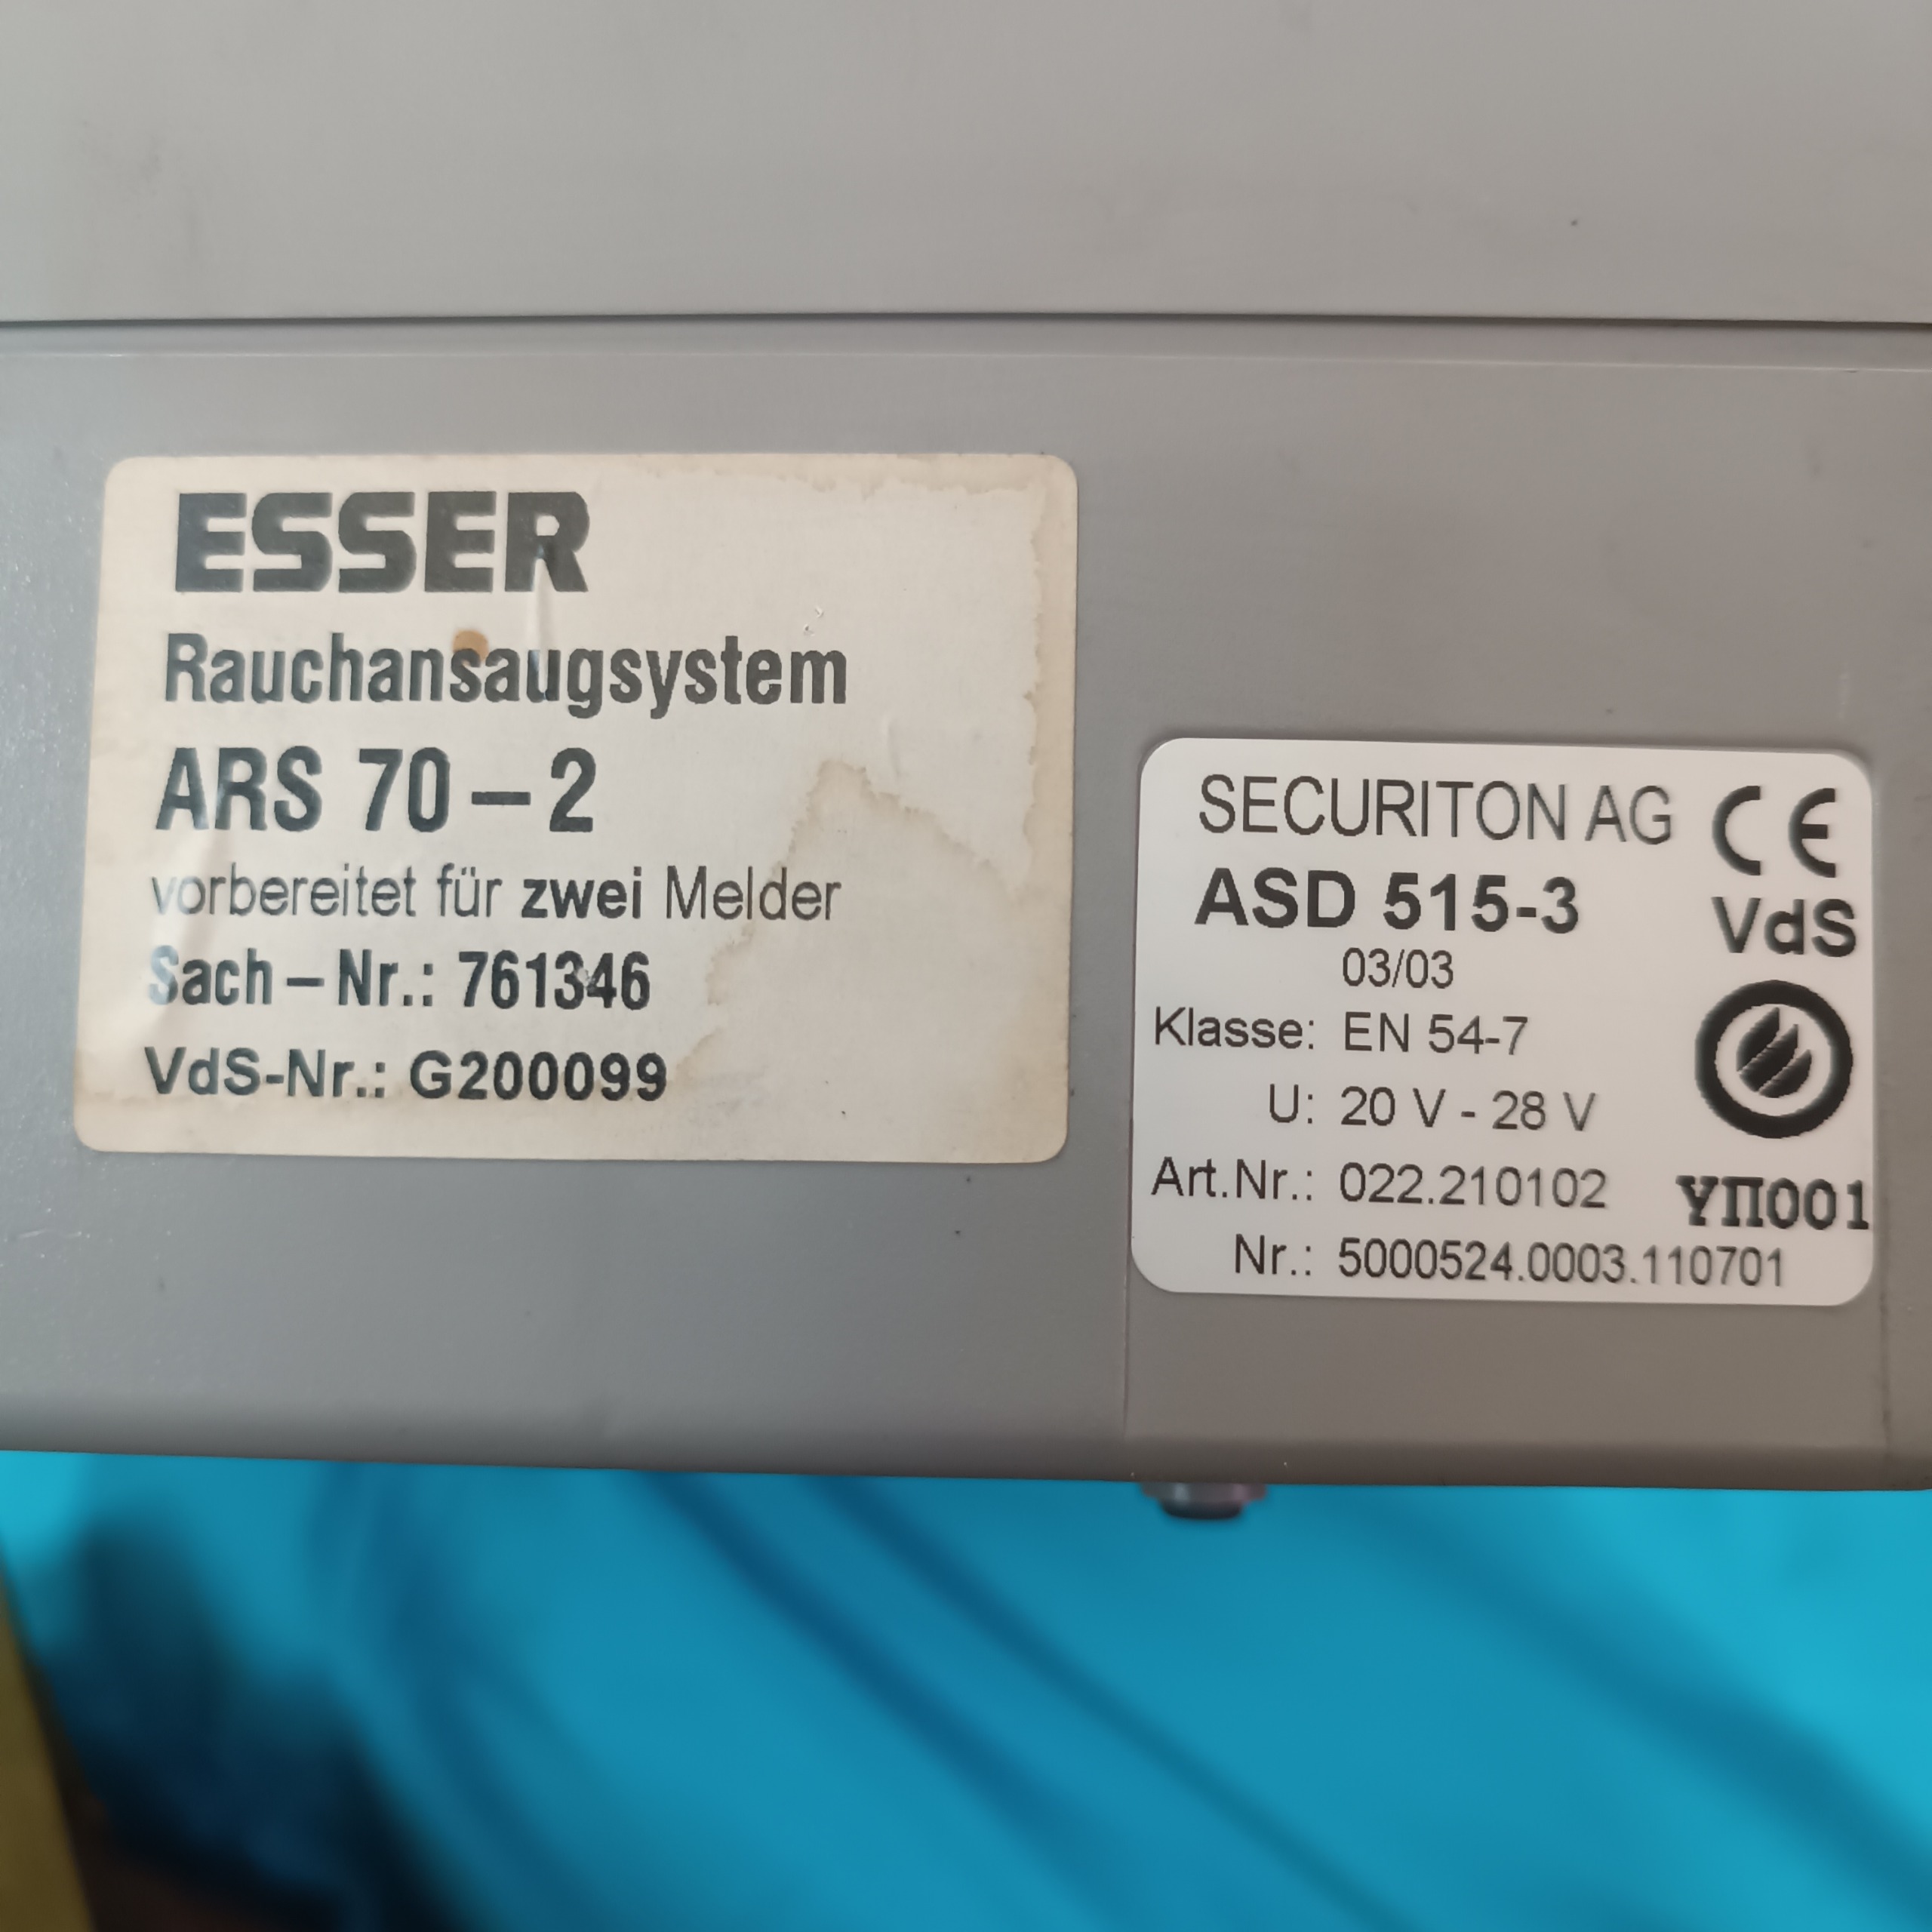 ESSER
Rauchansaugsystem
ARS 70 – 2
vorbereitet für zwei Melder
Sach – Nr.: 761346
VdS-Nr.: G200099
SECURITON AG CE
ASD 515-3 VdS
03/03
Klasse: EN 54-7
U: 20 V - 28 V
Art.Nr.: 022.210102 УП001
Nr.: 5000524.0003.110701